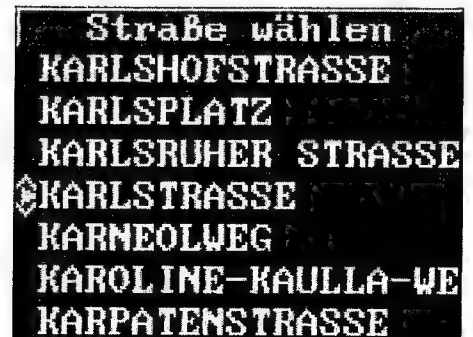 Straße wählen
KARLSHOFSTRASSE
KARLSPLATZ
KARLSRUHER STRASSE
KARLSTRASSE
KARNEOLWEG
KAROLINE-KAULLA-WE
KARPATENSTRASSE